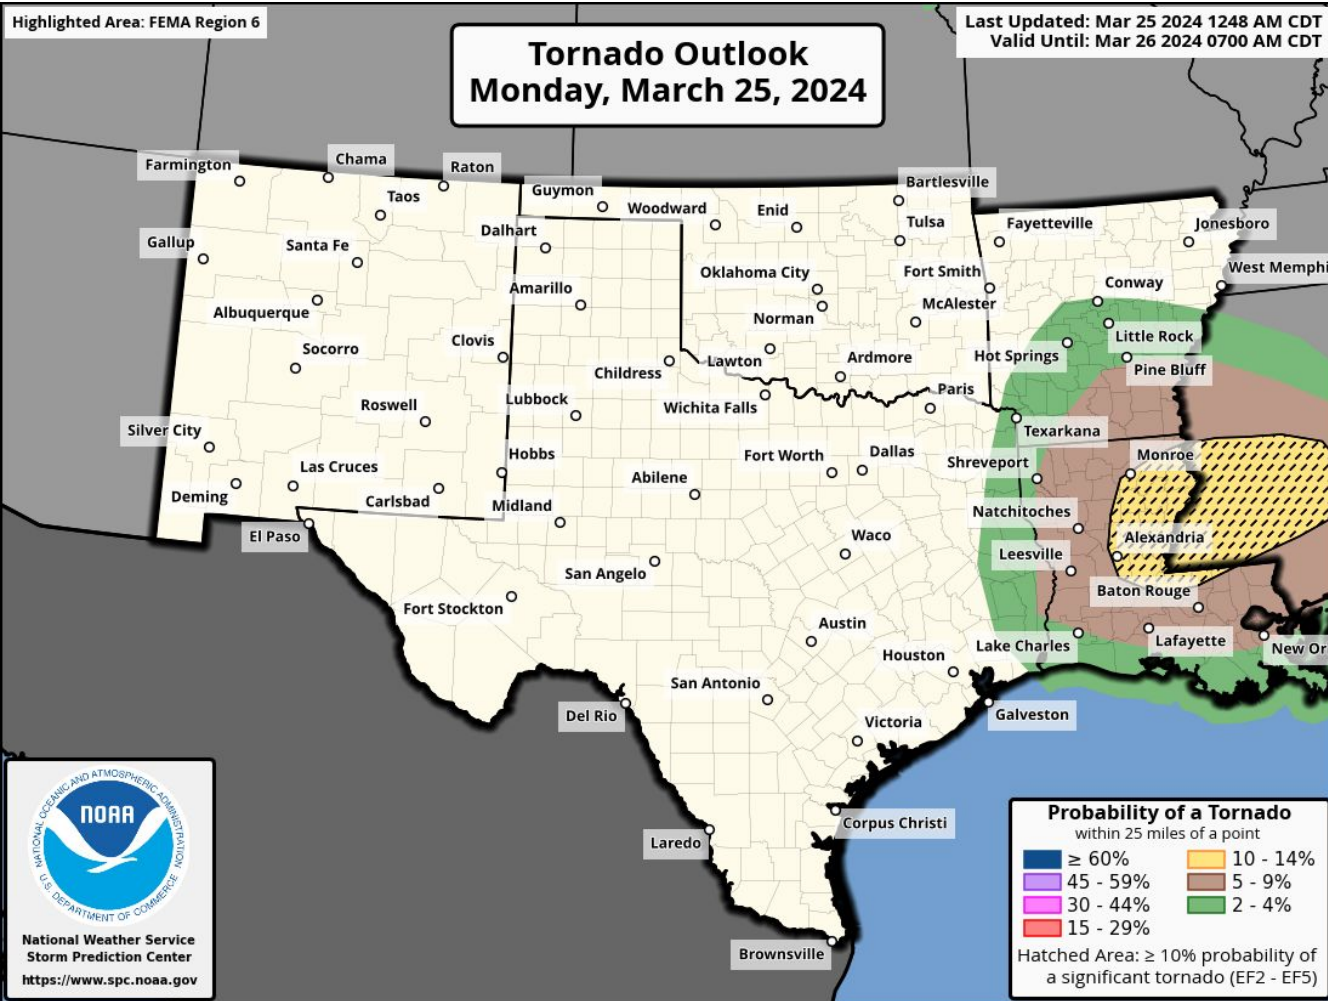 Highlighted Area: FEMA Region 6
Last Updated: Mar 25 2024 1248 AM CDT
Valid Until: Mar 26 2024 0700 AM CDT
Tornado Outlook
Monday, March 25, 2024
Farmington
Chama
Raton
Taos
Guymon
Woodward
Enid
Bartlesville
Tulsa
Fayetteville
Jonesboro
Gallup
Santa Fe
Dalhart
Oklahoma City
Fort Smith
West Memphi
Albuquerque
Amarillo
Norman
McAlester
Conway
Socorro
Clovis
Childress
Lawton
Ardmore
Hot Springs
Little Rock
Pine Bluff
Roswell
Lubbock
Wichita Falls
Paris
Texarkana
Silver City
Las Cruces
Hobbs
Abilene
Fort Worth
Dallas
Shreveport
Monroe
Deming
Carlsbad
Midland
Natchitoches
El Paso
San Angelo
Waco
Leesville
Alexandria
Fort Stockton
Austin
Baton Rouge
Houston
Lake Charles
Lafayette
New Or
Del Rio
San Antonio
Victoria
Galveston
Laredo
Corpus Christi
Brownsville
NATIONAL OCEANIC AND ATMOSPHERIC ADMINISTRATION
NOAA
U.S. DEPARTMENT OF COMMERCE
National Weather Service
Storm Prediction Center
https://www.spc.noaa.gov
Probability of a Tornado
within 25 miles of a point
≥ 60% 10 - 14%
45 - 59% 5 - 9%
30 - 44% 2 - 4%
15 - 29%
Hatched Area: ≥ 10% probability of
a significant tornado (EF2 - EF5)